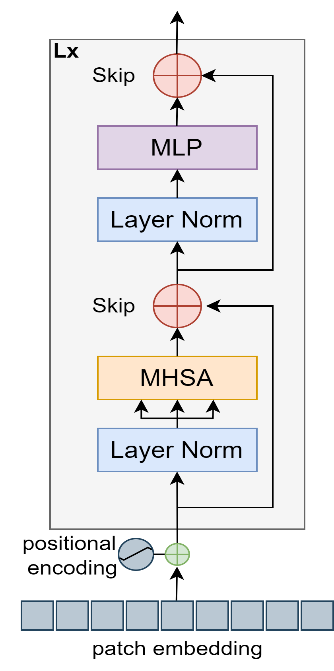 Lx
Skip
MLP
Layer Norm
Skip
MHSA
Layer Norm
positional
encoding
patch embedding